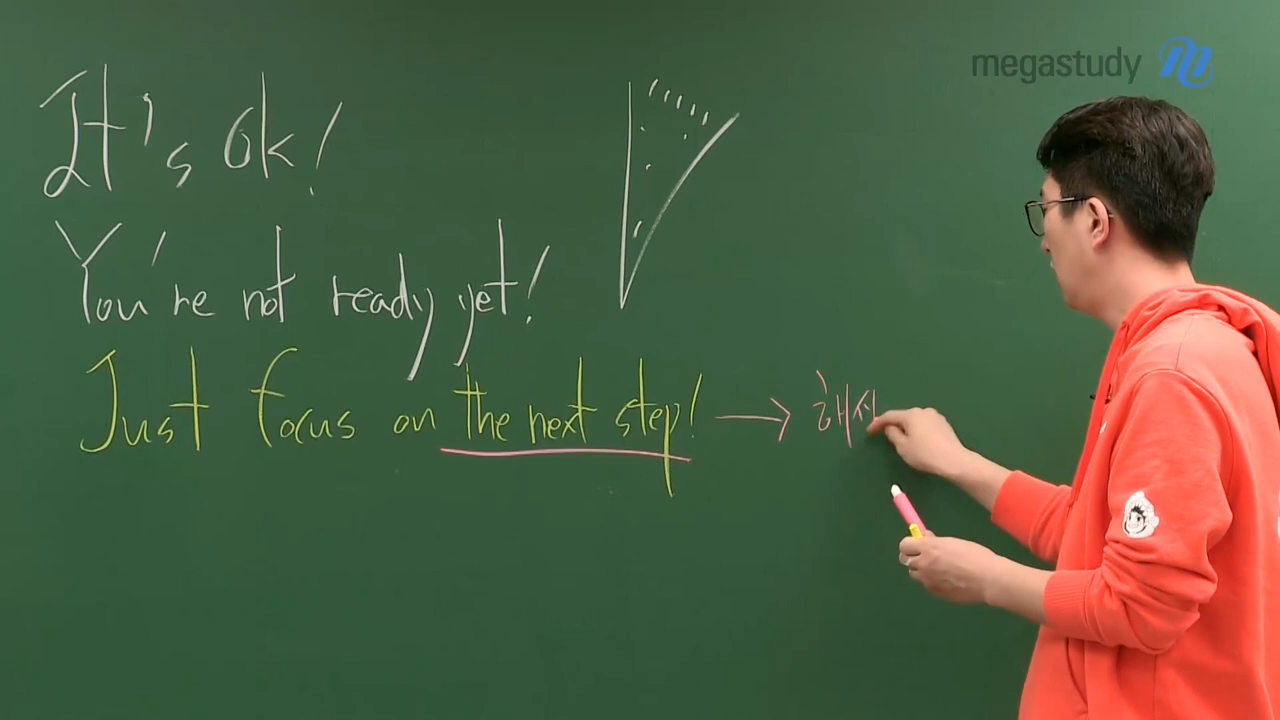 megastudy
It's ok!
You're not ready yet!
Just focus on the next step! → 해석